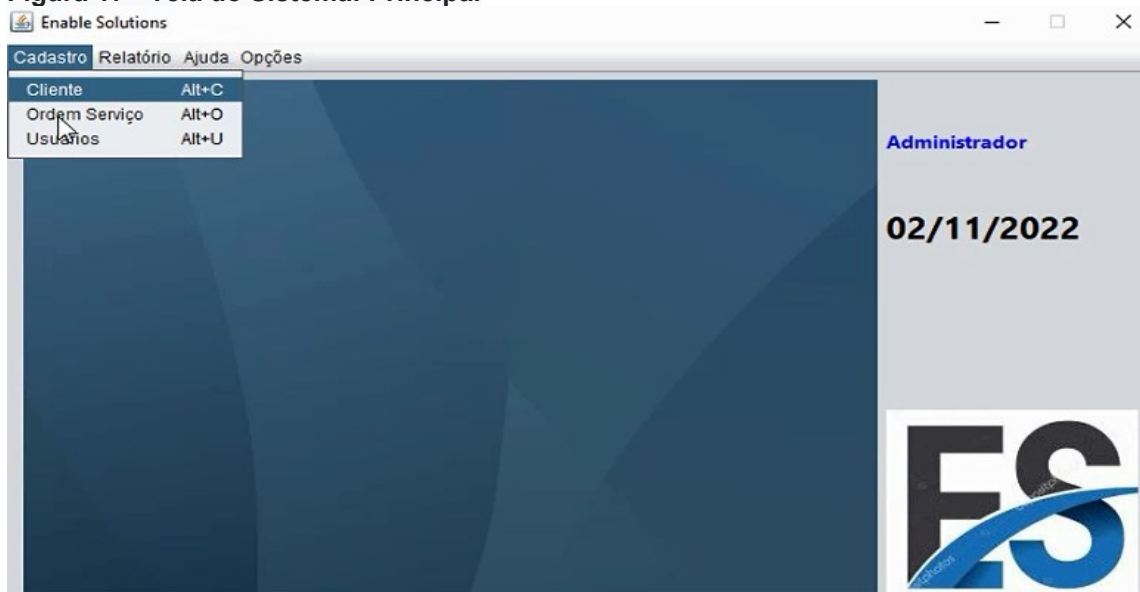 Enable Solutions
Cadastro Relatório Ajuda Opções
Cliente Alt+C
Ordem Serviço Alt+O
Usuários Alt+U
Administrador
02/11/2022
ES